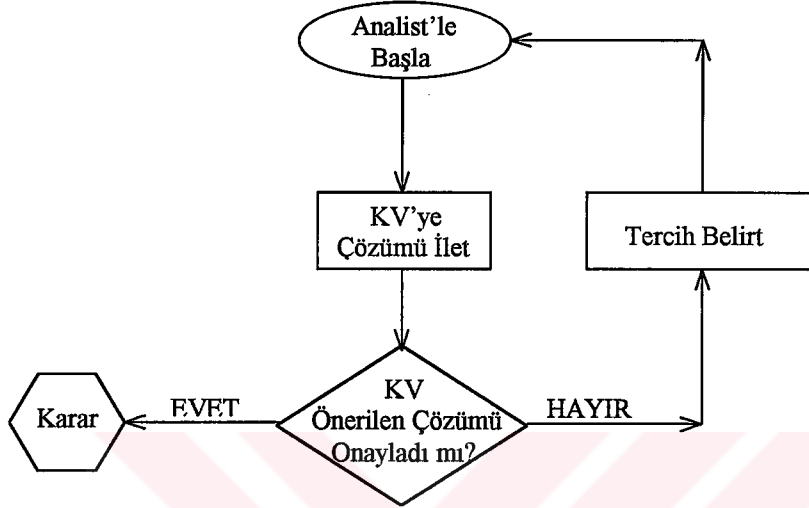 Analist'le
Başla
KV'ye
Çözümü İlet
Tercih Belirt
KV
Önerilen Çözümü
Onayladı mı?
EVET
HAYIR
Karar